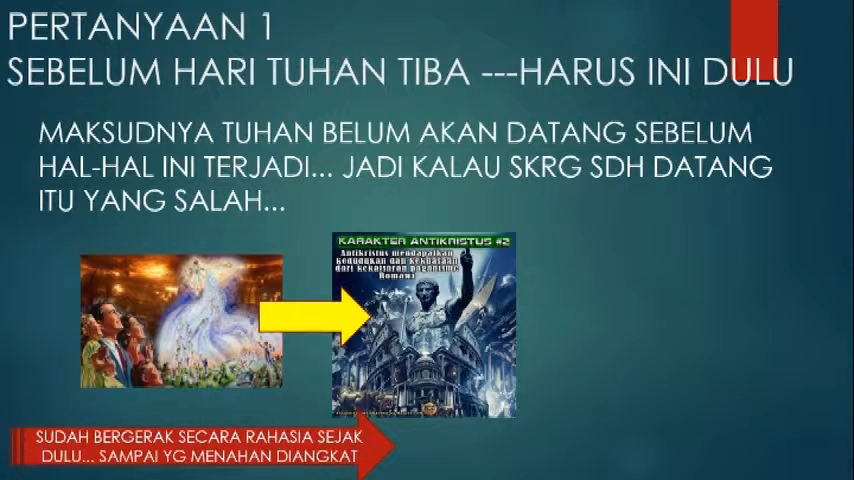 PERTANYAAN 1
SEBELUM HARI TUHAN TIBA ---HARUS INI DULU
MAKSUDNYA TUHAN BELUM AKAN DATANG SEBELUM
HAL-HAL INI TERJADI... JADI KALAU SKRG SDH DATANG
ITU YANG SALAH...
KARAKTER ANTIKRISTUS #2
Antikristus mendapatkan
kedudukan dan kekuasaan
dari kekaisaran paganisme
Romawi
SUDAH BERGERAK SECARA RAHASIA SEJAK
DULU... SAMPAI YG MENAHAN DIANGKAT